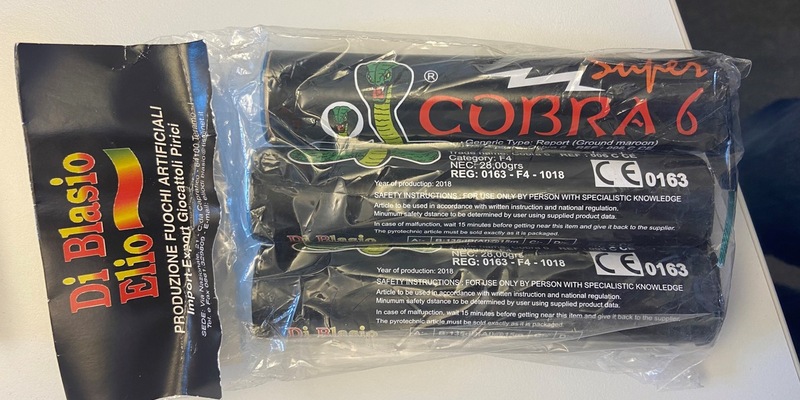 Di Blasio
Elio
PRODUZIONE FUOCHI ARTIFICIALI
Import-Export Giocattoli Pirici
®
Super
COBRA 6
Generic Type: Report (Ground maroon)
Category: F4
NEC: 28,00grs
REG: 0163 - F4 - 1018
CE 0163
Year of production: 2018
SAFETY INSTRUCTIONS : FOR USE ONLY BY PERSON WITH SPECIALISTIC KNOWLEDGE
Article to be used in accordance with written instruction and national regulation.
Minumum safety distance to be determined by user using supplied product data.
In case of malfunction, wait 15 minutes before getting near this item and give it back to the supplier.
The pyrotechnic article must be sold exactly as it is packaged
Di Blasio
NEC: 28,00grs
REG: 0163 - F4 - 1018
CE 0163
Year of production: 2018
SAFETY INSTRUCTIONS : FOR USE ONLY BY PERSON WITH SPECIALISTIC KNOWLEDGE
Article to be used in accordance with written instruction and national regulation.
Minumum safety distance to be determined by user using supplied product data.
In case of malfunction, wait 15 minutes before getting near this item and give it back to the supplier.
The pyrotechnic article must be sold exactly as it is packaged
Di Blasio